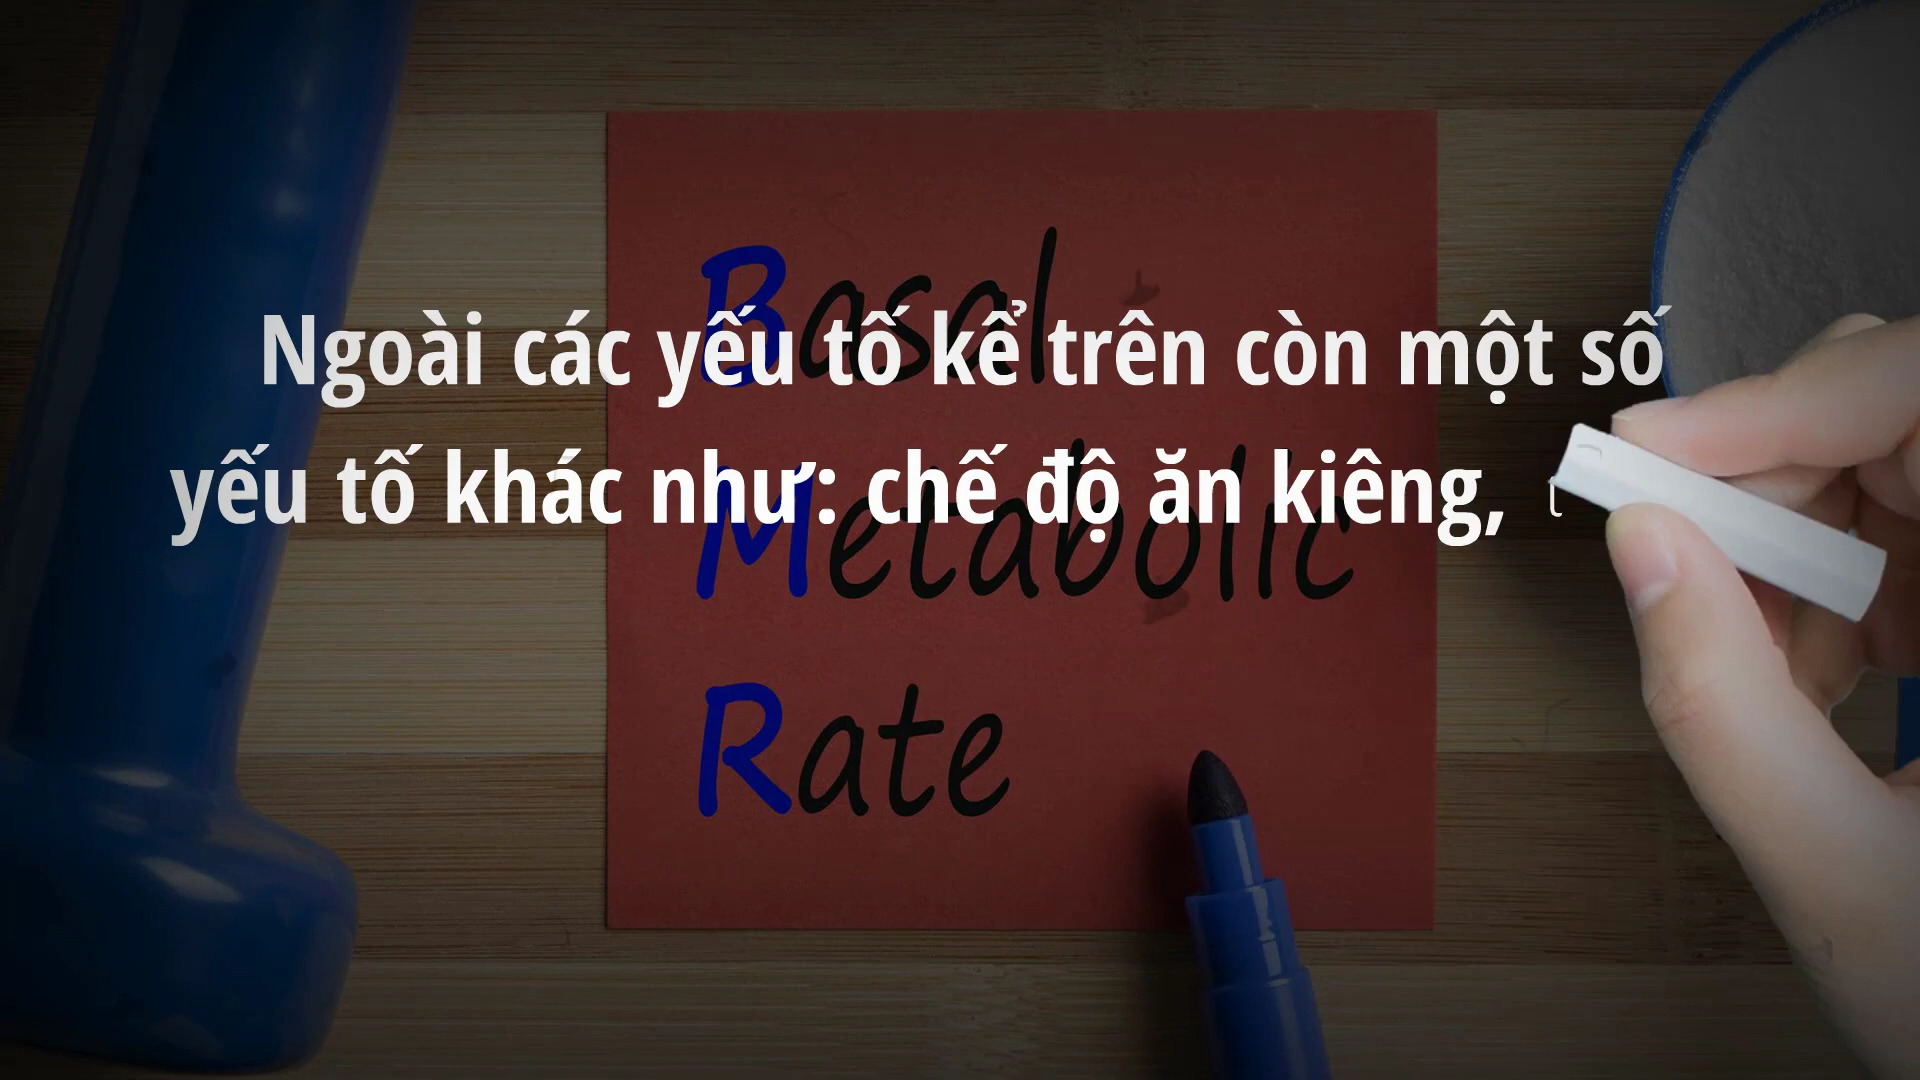 Basal
Ngoài các yếu tố kể trên còn một số
yếu tố khác như: chế độ ăn kiêng,
Metabolic
Rate